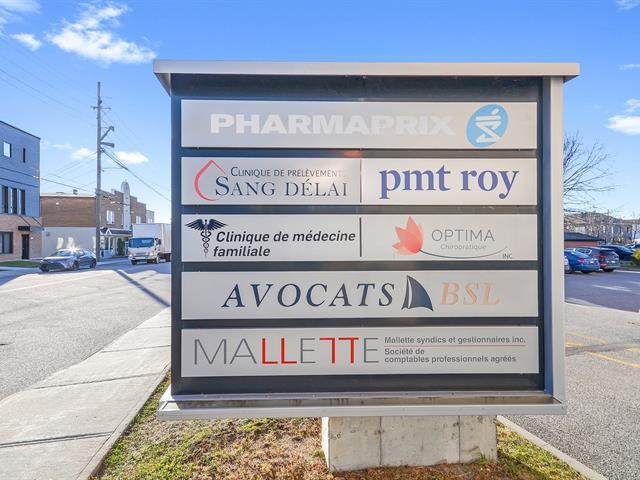 PHARMAPRIX
CLINIQUE DE PRÉLÈVEMENT
SANG DÉLAI
pmt roy
Clinique de médecine
familiale
OPTIMA
Chiropratique
INC.
AVOCATS BSL
MALLETTE
Mallette syndics et gestionnaires inc.
Société de
comptables professionnels agréés